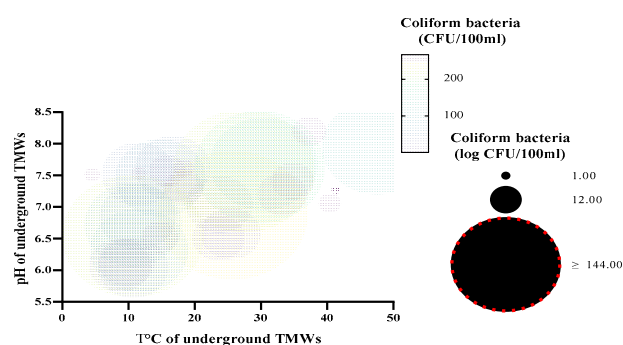 Coliform bacteria
(CFU/100ml)
200
100
Coliform bacteria
(log CFU/100ml)
1.00
12.00
≥ 144.00
pH of underground TMWs
8.5
8.0
7.5
7.0
6.5
6.0
5.5
0 10 20 30 40 50
T°C of underground TMWs